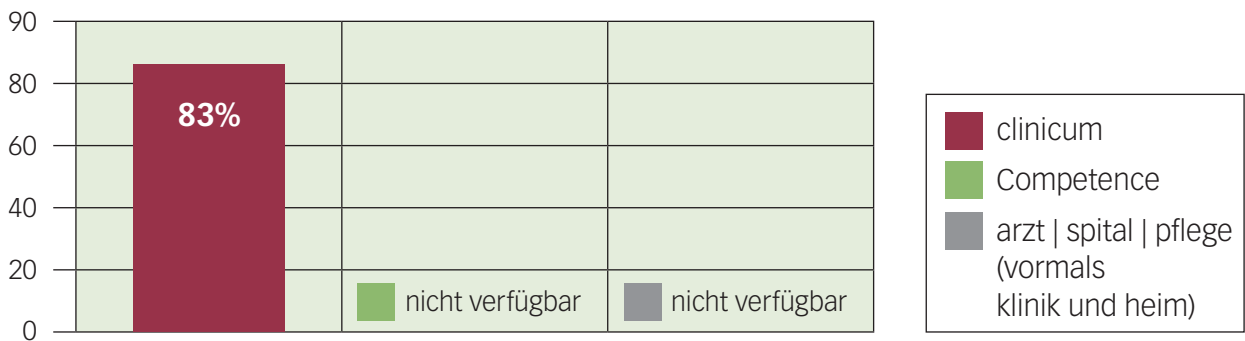 90
80
60
40
20
0
83%
nicht verfügbar
nicht verfügbar
clinicum
Competence
arzt | spital | pflege
(vormals
klinik und heim)